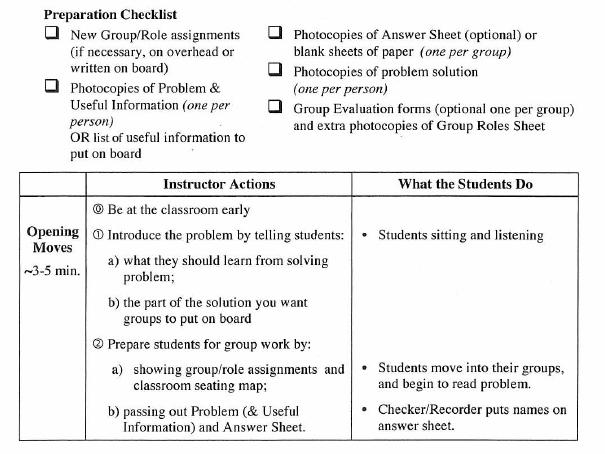 Preparation Checklist
☐ New Group/Role assignments
(if necessary, on overhead or
written on board)
☐ Photocopies of Problem &
Useful Information (one per
person)
OR list of useful information to
put on board
☐ Photocopies of Answer Sheet (optional) or
blank sheets of paper (one per group)
☐ Photocopies of problem solution
(one per person)
☐ Group Evaluation forms (optional one per group)
and extra photocopies of Group Roles Sheet
Instructor Actions
What the Students Do
Opening
Moves
~3-5 min.
⓪ Be at the classroom early
① Introduce the problem by telling students:
a) what they should learn from solving
problem;
b) the part of the solution you want
groups to put on board
② Prepare students for group work by:
a) showing group/role assignments and
classroom seating map;
b) passing out Problem (& Useful
Information) and Answer Sheet.
• Students sitting and listening
• Students move into their groups,
and begin to read problem.
• Checker/Recorder puts names on
answer sheet.